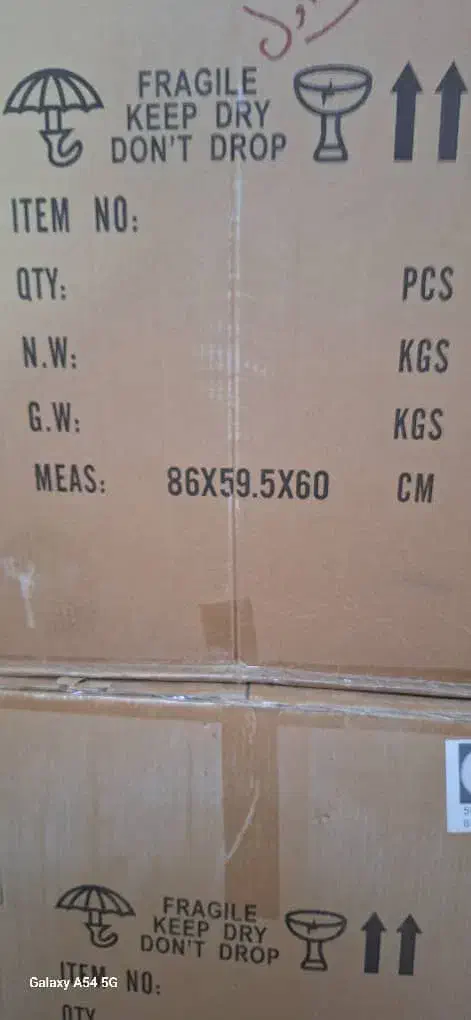 FRAGILE
KEEP DRY
DON'T DROP
ITEM NO:
QTY: PCS
N.W: KGS
G.W: KGS
MEAS: 86X59.5X60 CM
FRAGILE
KEEP DRY
DON'T DROP
ITEM NO:
QTY
Galaxy A54 5G